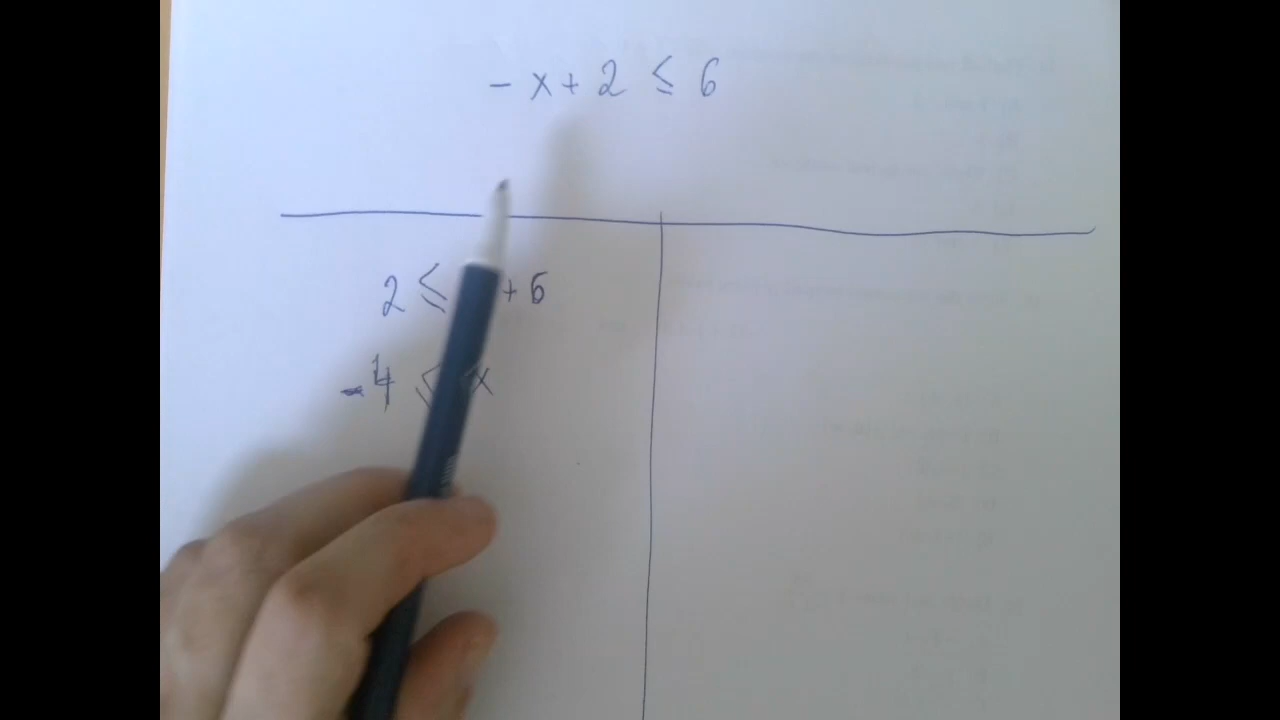 - x + 2 ≤ 6
2 ≤ + 6
- 4 ≤ x